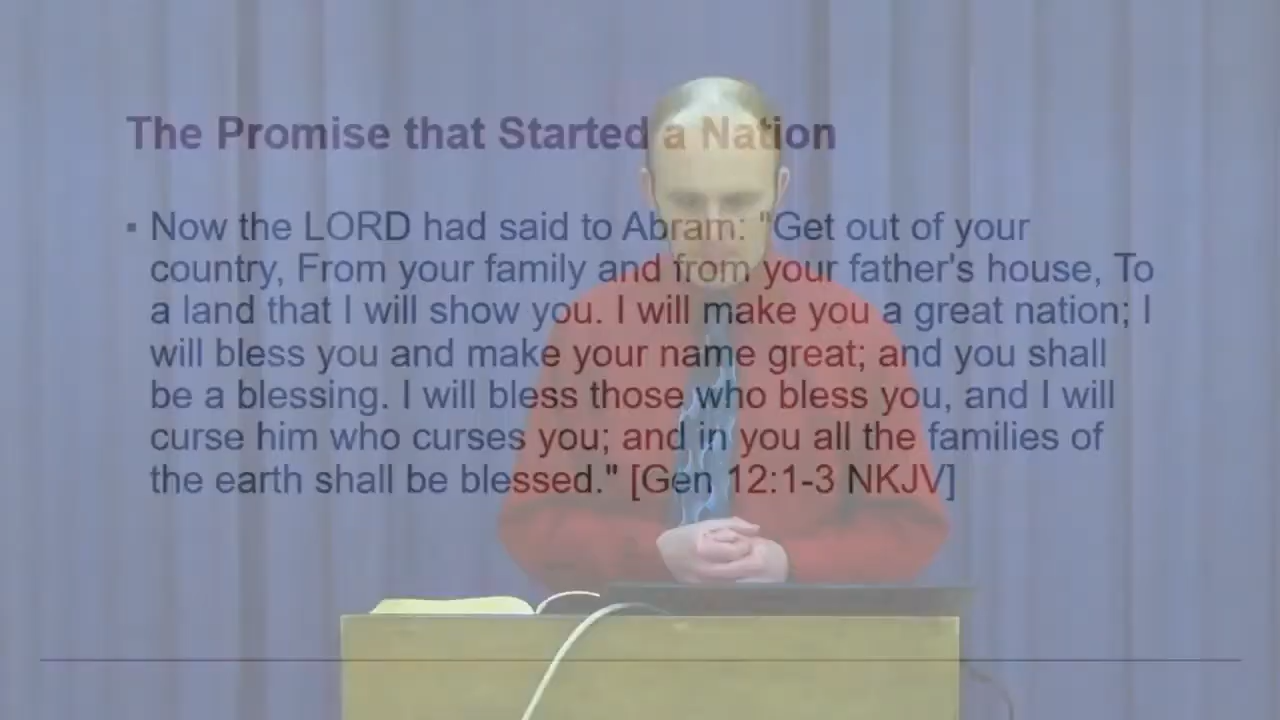 The Promise that Started a Nation
▪ Now the LORD had said to Abram: "Get out of your
country, From your family and from your father's house, To
a land that I will show you. I will make you a great nation; I
will bless you and make your name great; and you shall
be a blessing. I will bless those who bless you, and I will
curse him who curses you; and in you all the families of
the earth shall be blessed." [Gen 12:1-3 NKJV]